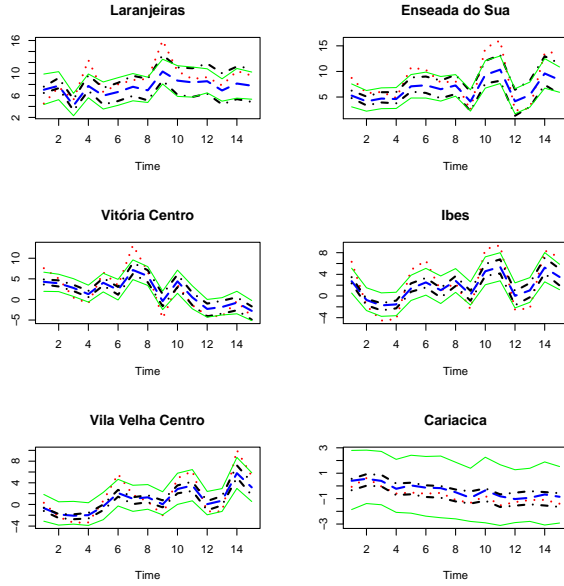 Laranjeiras
Enseada do Sua
2 6 8 12 16
5 10 15
2 4 6 8 10 12 14
2 4 6 8 10 12 14
Time
Time
Vitória Centro
Ibes
-5 0 5 10
-4 0 4 8
2 4 6 8 10 12 14
2 4 6 8 10 12 14
Time
Time
Vila Velha Centro
Cariacica
-4 0 4 8
-3 -1 1 3
2 4 6 8 10 12 14
2 4 6 8 10 12 14
Time
Time